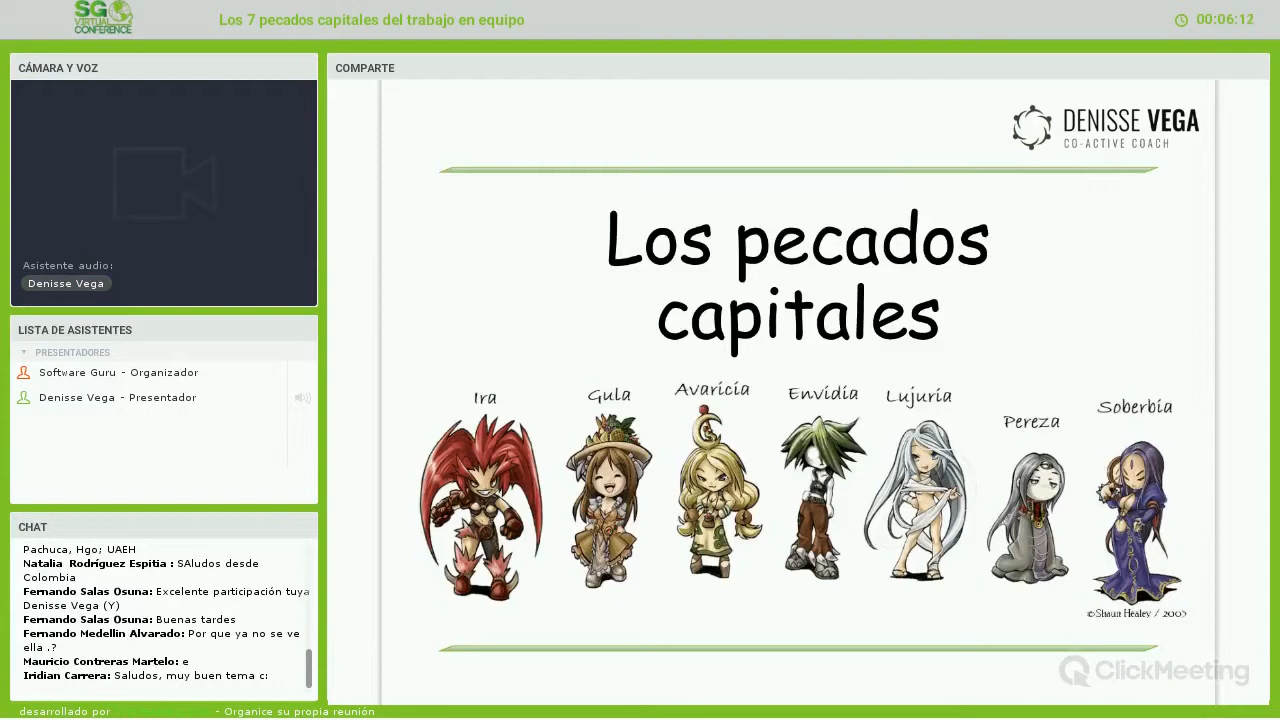 SG
VIRTUAL
CONFERENCE
Los 7 pecados capitales del trabajo en equipo
00:06:12
CÁMARA Y VOZ
Asistente audio:
Denisse Vega
LISTA DE ASISTENTES
PRESENTADORES
Software Guru - Organizador
Denisse Vega - Presentador
CHAT
Pachuca, Hgo; UAEH
Natalia Rodríguez Espitia : SAludos desde
Colombia
Fernando Salas Osuna: Excelente participación tuya
Denisse Vega (Y)
Fernando Salas Osuna: Buenas tardes
Fernando Medellin Alvarado: Por que ya no se ve
ella .?
Mauricio Contreras Martelo: e
Iridian Carrera: Saludos, muy buen tema c:
desarrollado por
- Organice su propia reunión
COMPARTE
DENISSE VEGA
CO-ACTIVE COACH
Los pecados
capitales
Ira
Gula
Avaricia
Envidia
Lujuria
Pereza
Soberbia
©Shaun Healey / 2005
ClickMeeting